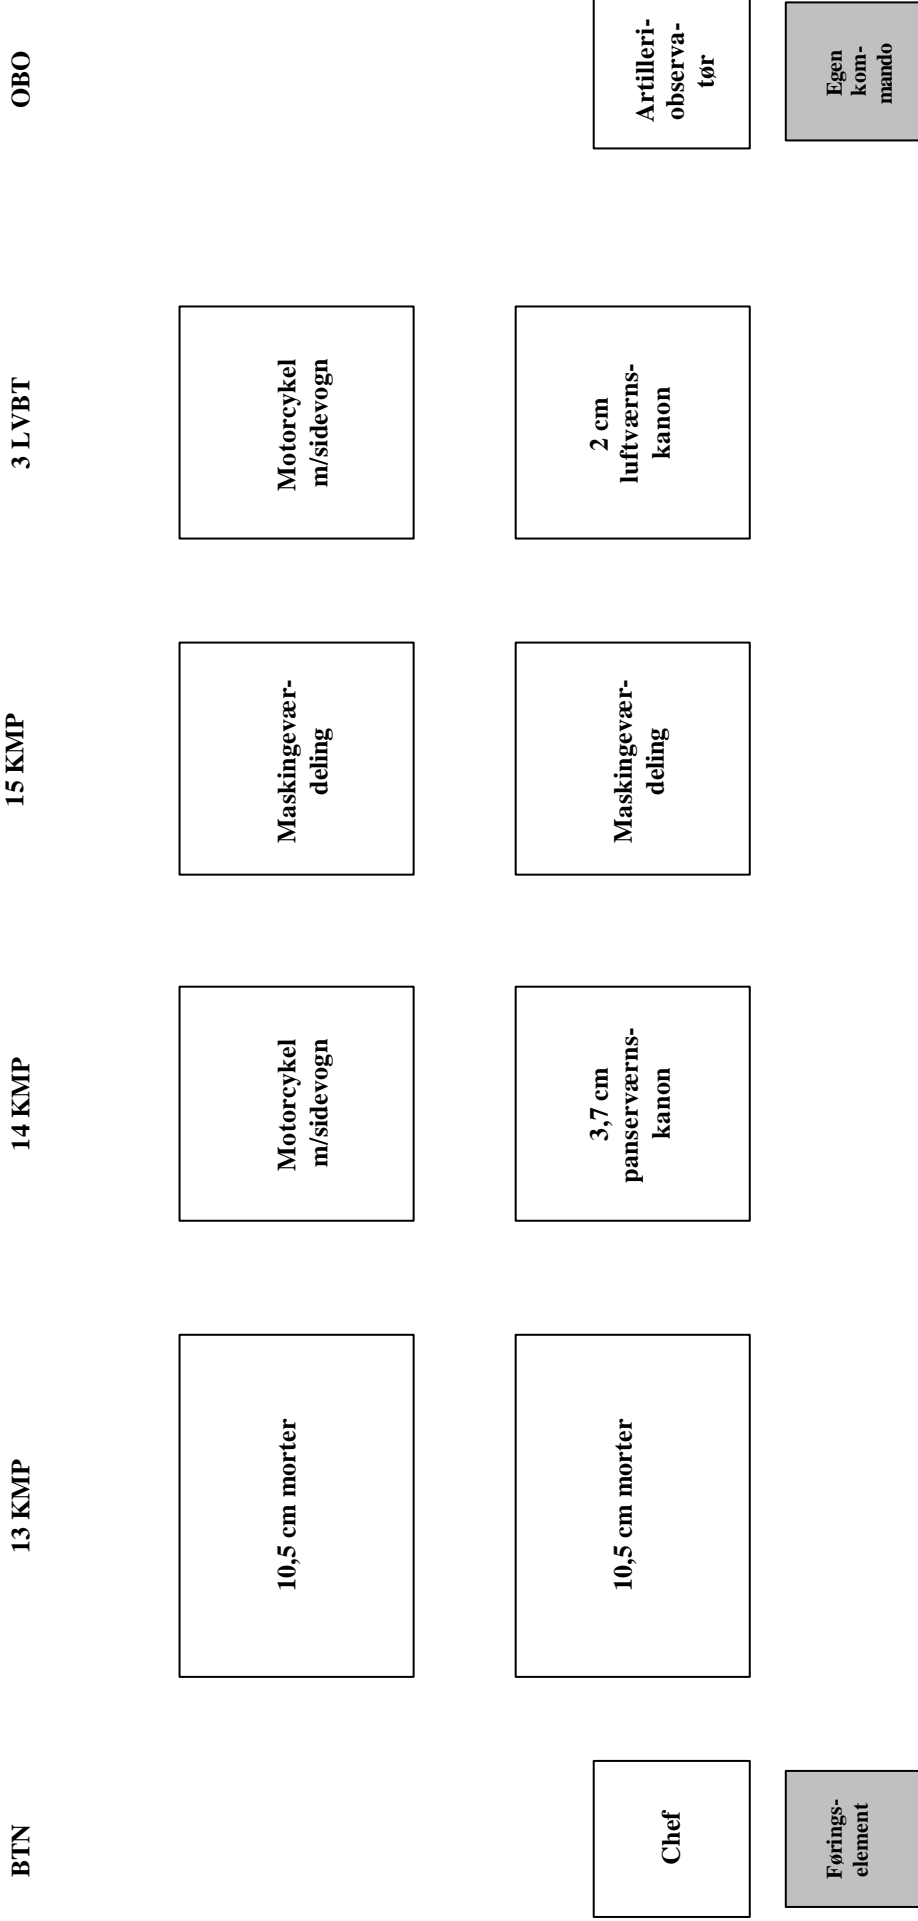 BTN
13 KMP
14 KMP
15 KMP
3 LVBT
OBO
10,5 cm morter
Motorcykel
m/sidevogn
Maskingevær-
deling
Motorcykel
m/sidevogn
Chef
10,5 cm morter
3,7 cm
panserværns-
kanon
Maskingevær-
deling
2 cm
luftværns-
kanon
Artilleri-
observa-
tør
Førings-
element
Egen
kom-
mando